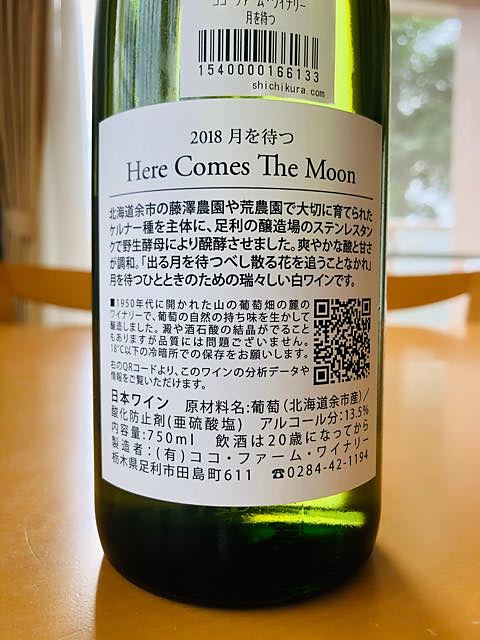 ココ・ファーム・ワイナリー
月を待つ
1540000166133
shichikura.com
2018 月を待つ
Here Comes The Moon
北海道余市の藤澤農園や荒農園で大切に育てられた
ケルナー種を主体に、足利の醸造場のステンレスタン
クで野生酵母により醗酵させました。爽やかな酸と甘さ
が調和。「出る月を待つべし散る花を追うことなかれ」
月を待つひとときのための瑞々しい白ワインです。
■1950年代に開かれた山の葡萄畑の麓の
ワイナリーで、葡萄の自然の持ち味を生かして
醸造しました。澱や酒石酸の結晶がでること
もありますが品質には問題ございません。
18℃以下の冷暗所での保存をお願いします。
右のQRコードより、このワインの分析データや
情報をご覧いただけます。
日本ワイン 原材料名:葡萄(北海道余市産)/
酸化防止剤(亜硫酸塩) アルコール分:13.5%
内容量:750ml 飲酒は20歳になってから
製造者:(有)ココ・ファーム・ワイナリー
栃木県足利市田島町611 ☎0284-42-1194